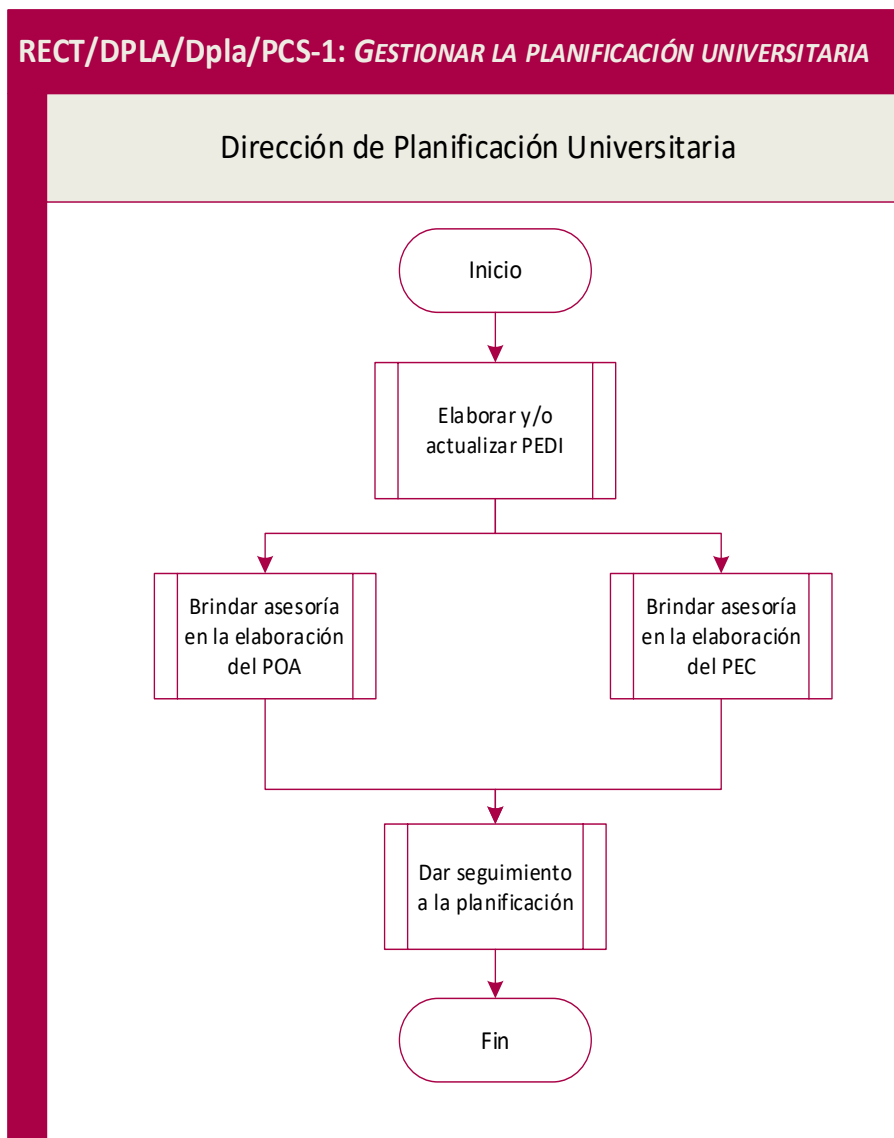 RECT/DPLA/Dpla/PCS-1: GESTIONAR LA PLANIFICACIÓN UNIVERSITARIA
Dirección de Planificación Universitaria
Inicio
Elaborar y/o
actualizar PEDI
Brindar asesoría
en la elaboración
del POA
Brindar asesoría
en la elaboración
del PEC
Dar seguimiento
a la planificación
Fin